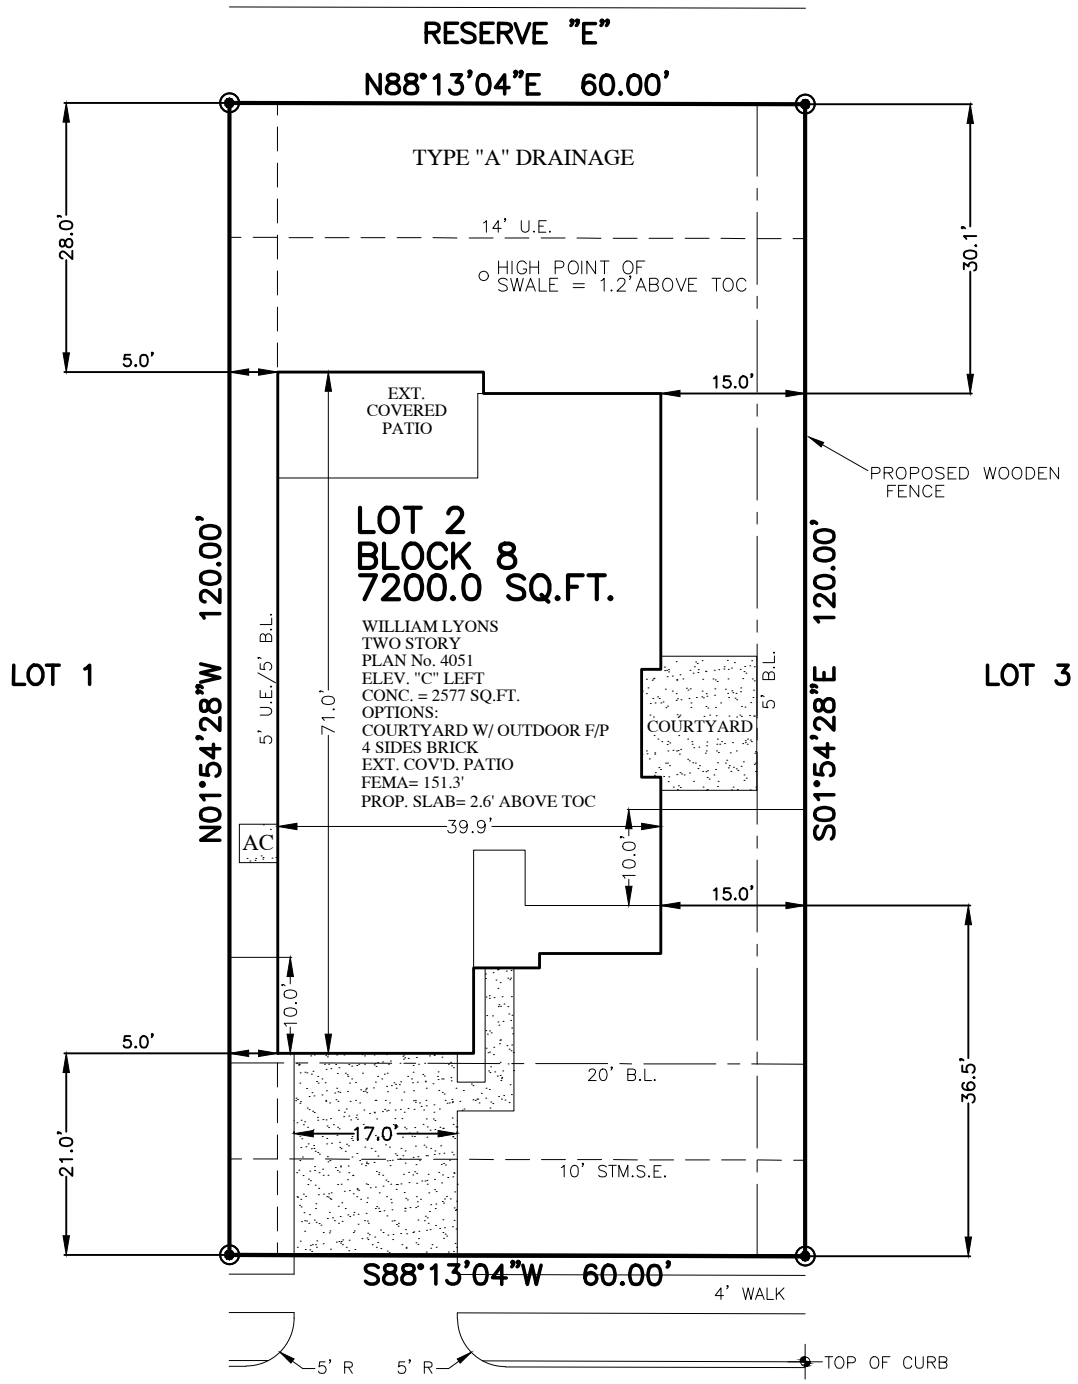 RESERVE "E"
N88°13'04"E 60.00'
TYPE "A" DRAINAGE
28.0'
14' U.E.
30.1'
HIGH POINT OF
SWALE = 1.2'ABOVE TOC
5.0'
15.0'
EXT.
COVERED
PATIO
PROPOSED WOODEN
FENCE
LOT 2
BLOCK 8
7200.0 SQ.FT.
N01°54'28"W 120.00'
5' U.E./5' B.L.
WILLIAM LYONS
TWO STORY
PLAN No. 4051
ELEV. "C" LEFT
CONC. = 2577 SQ.FT.
OPTIONS:
COURTYARD W/ OUTDOOR F/P
4 SIDES BRICK
EXT. COV'D. PATIO
FEMA= 151.3'
PROP. SLAB= 2.6' ABOVE TOC
71.0'
LOT 1
LOT 3
5' B.L.
S01°54'28"E 120.00'
COURTYARD
39.9'
AC
10.0'
15.0'
10.0'
5.0'
20' B.L.
36.5'
17.0'
21.0'
10' STM.S.E.
S88°13'04"W 60.00'
4' WALK
5' R
5' R
TOP OF CURB